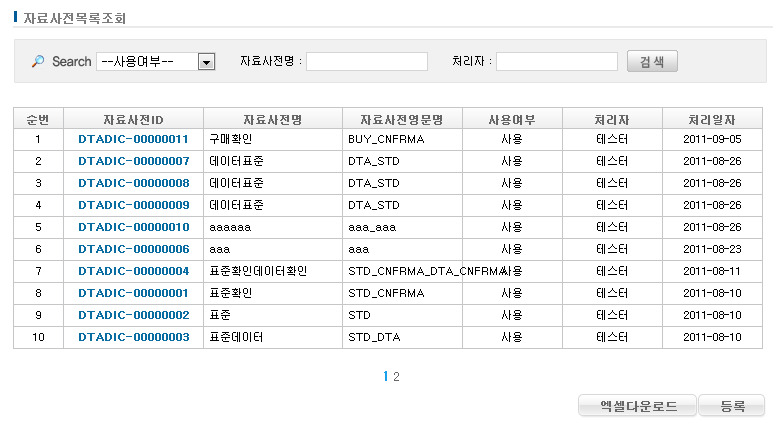 자료사전목록조회
Search --사용여부-- 자료사전명 : 처리자 : 검색
순번 자료사전ID 자료사전명 자료사전영문명 사용여부 처리자 처리일자
1 DTADIC-00000011 구매확인 BUY_CNFRMA 사용 테스터 2011-09-05
2 DTADIC-00000007 데이터표준 DTA_STD 사용 테스터 2011-08-26
3 DTADIC-00000008 데이터표준 DTA_STD 사용 테스터 2011-08-26
4 DTADIC-00000009 데이터표준 DTA_STD 사용 테스터 2011-08-26
5 DTADIC-00000010 aaaaaa aaa_aaa 사용 테스터 2011-08-26
6 DTADIC-00000006 aaa aaa 사용 테스터 2011-08-23
7 DTADIC-00000004 표준확인데이터확인 STD_CNFRMA_DTA_CNFRMA 사용 테스터 2011-08-11
8 DTADIC-00000001 표준확인 STD_CNFRMA 사용 테스터 2011-08-10
9 DTADIC-00000002 표준 STD 사용 테스터 2011-08-10
10 DTADIC-00000003 표준데이터 STD_DTA 사용 테스터 2011-08-10
1 2
엑셀다운로드 등록